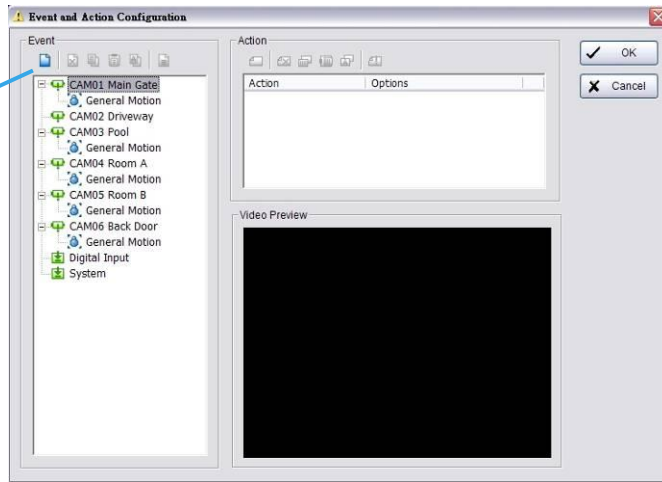 Event and Action Configuration
Event
CAM01 Main Gate
General Motion
CAM02 Driveway
CAM03 Pool
General Motion
CAM04 Room A
General Motion
CAM05 Room B
General Motion
CAM06 Back Door
General Motion
Digital Input
System
Action
Action Options
Video Preview
OK
Cancel